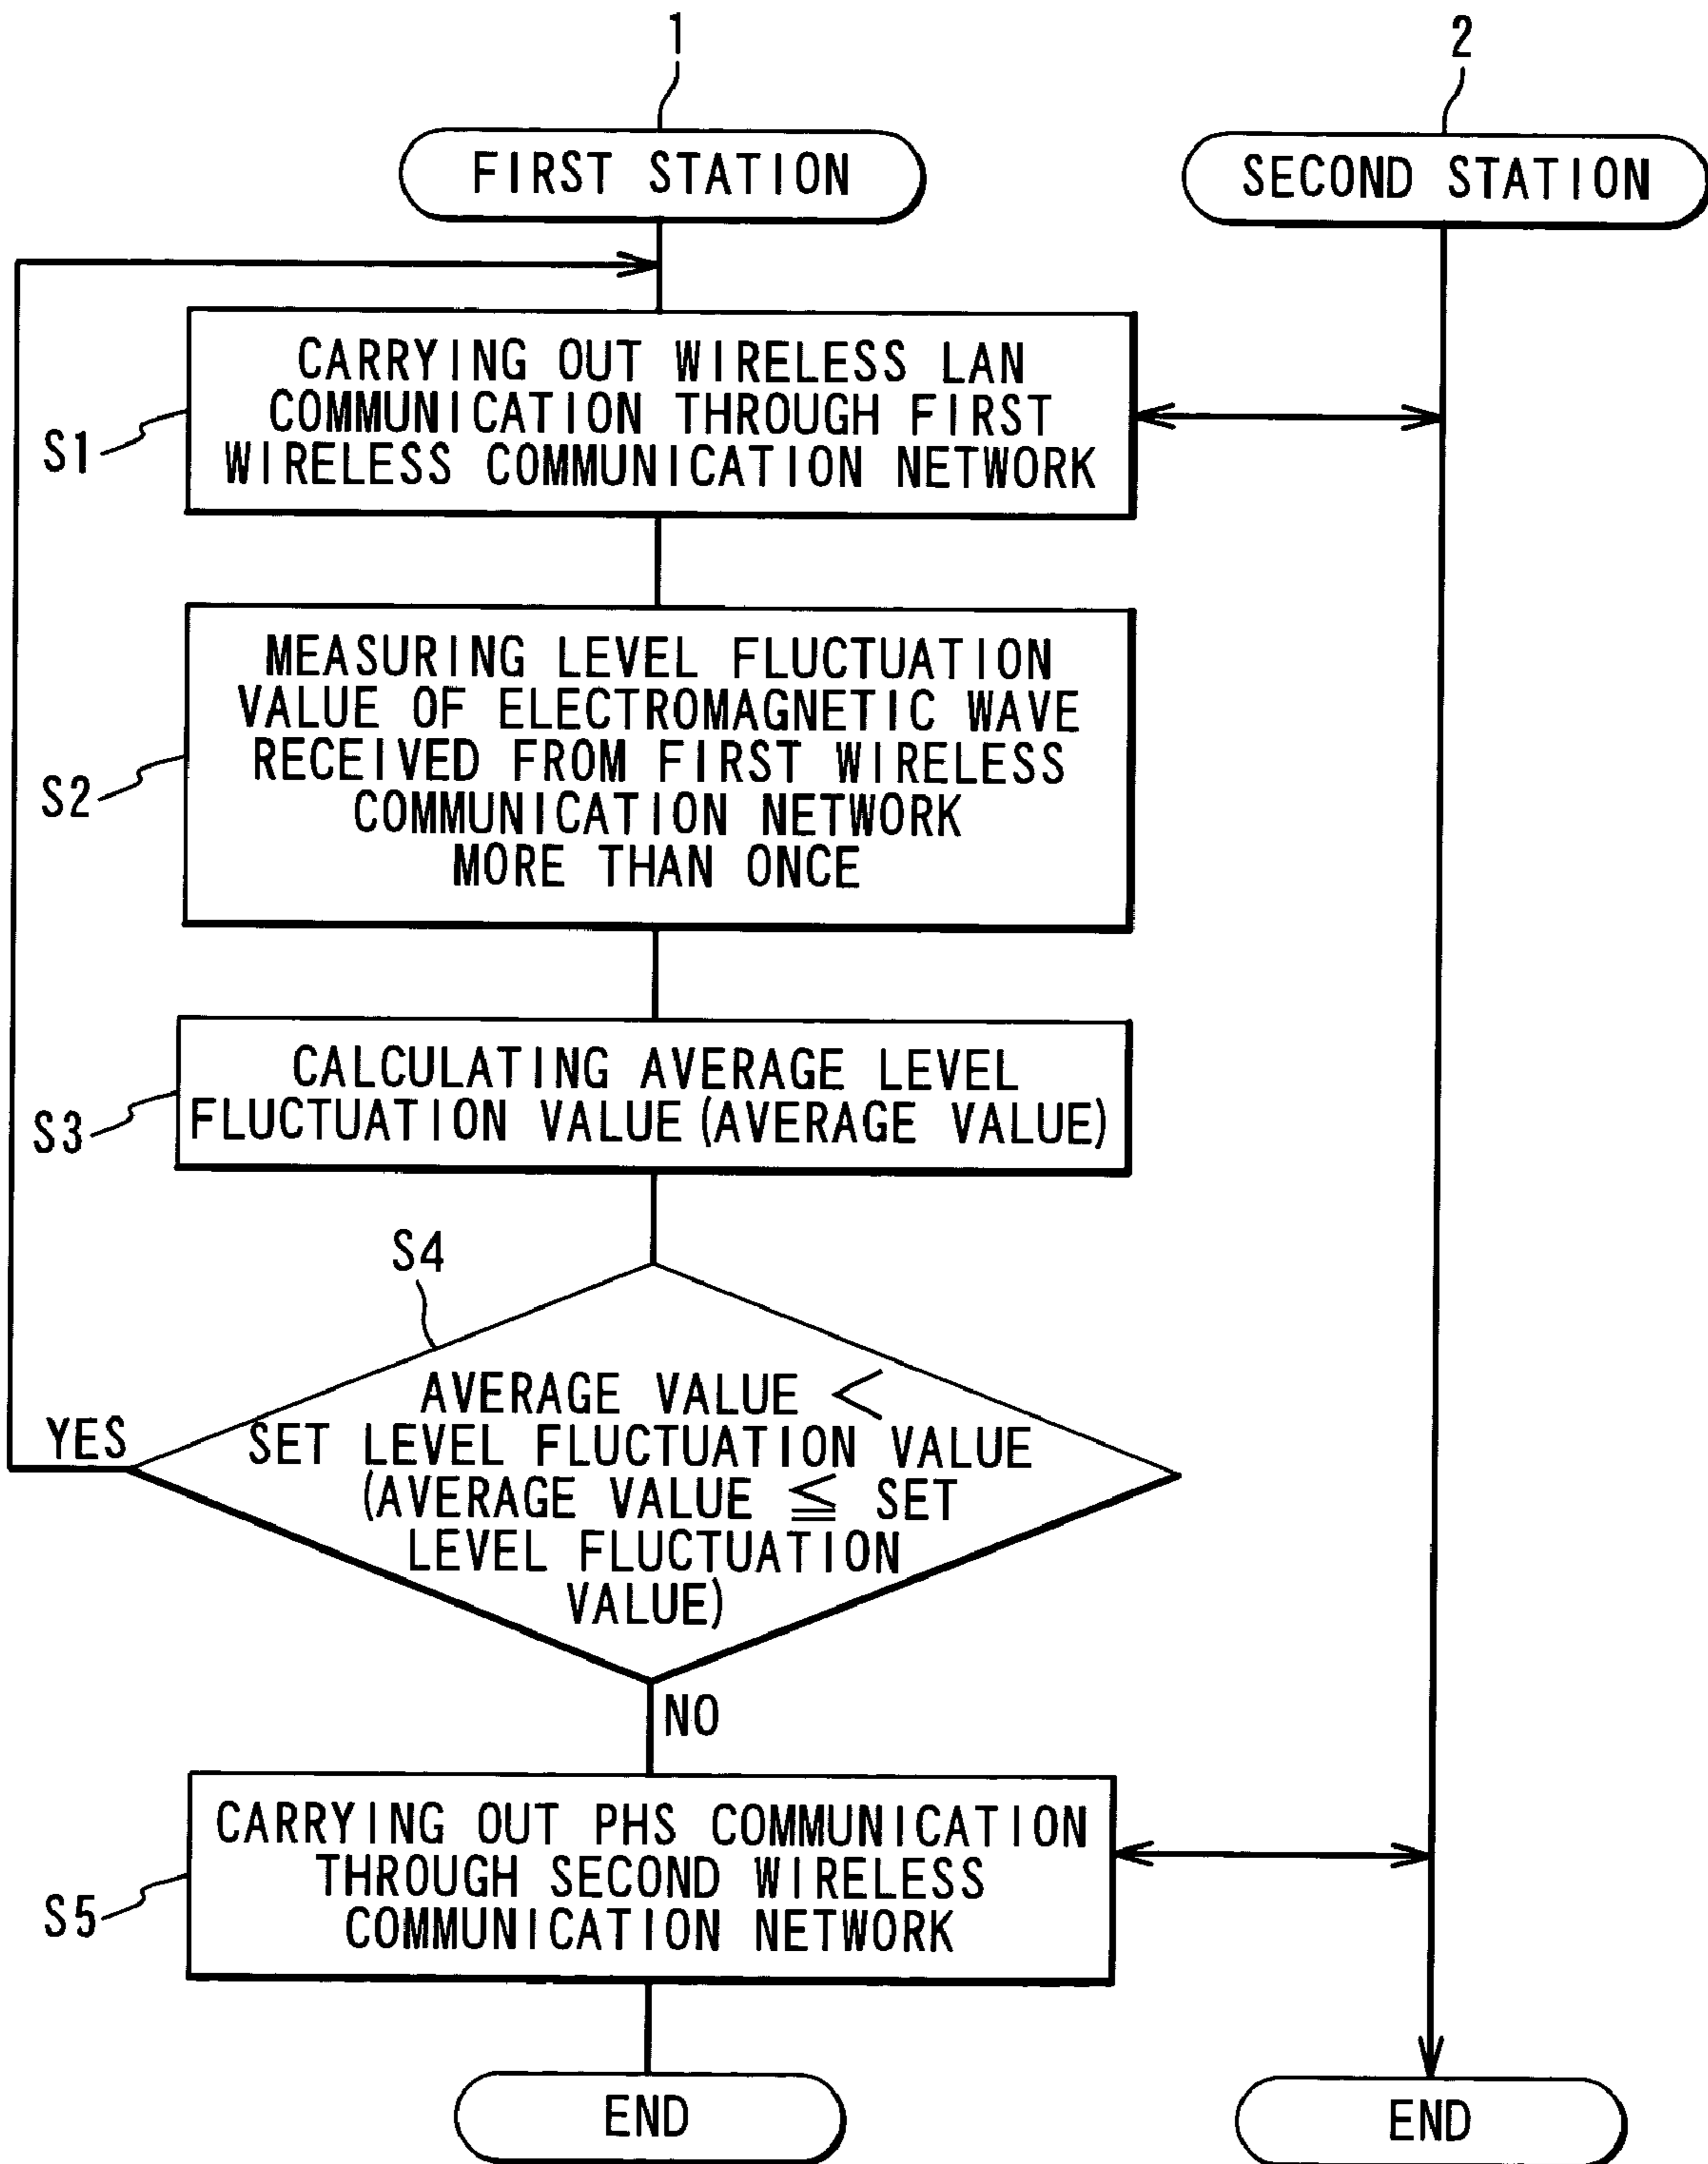 1
2
FIRST STATION
SECOND STATION
S1
CARRYING OUT WIRELESS LAN
COMMUNICATION THROUGH FIRST
WIRELESS COMMUNICATION NETWORK
S2
MEASURING LEVEL FLUCTUATION
VALUE OF ELECTROMAGNETIC WAVE
RECEIVED FROM FIRST WIRELESS
COMMUNICATION NETWORK
MORE THAN ONCE
S3
CALCULATING AVERAGE LEVEL
FLUCTUATION VALUE (AVERAGE VALUE)
S4
AVERAGE VALUE <
SET LEVEL FLUCTUATION VALUE
(AVERAGE VALUE ≦ SET
LEVEL FLUCTUATION
VALUE)
YES
NO
S5
CARRYING OUT PHS COMMUNICATION
THROUGH SECOND WIRELESS
COMMUNICATION NETWORK
END
END